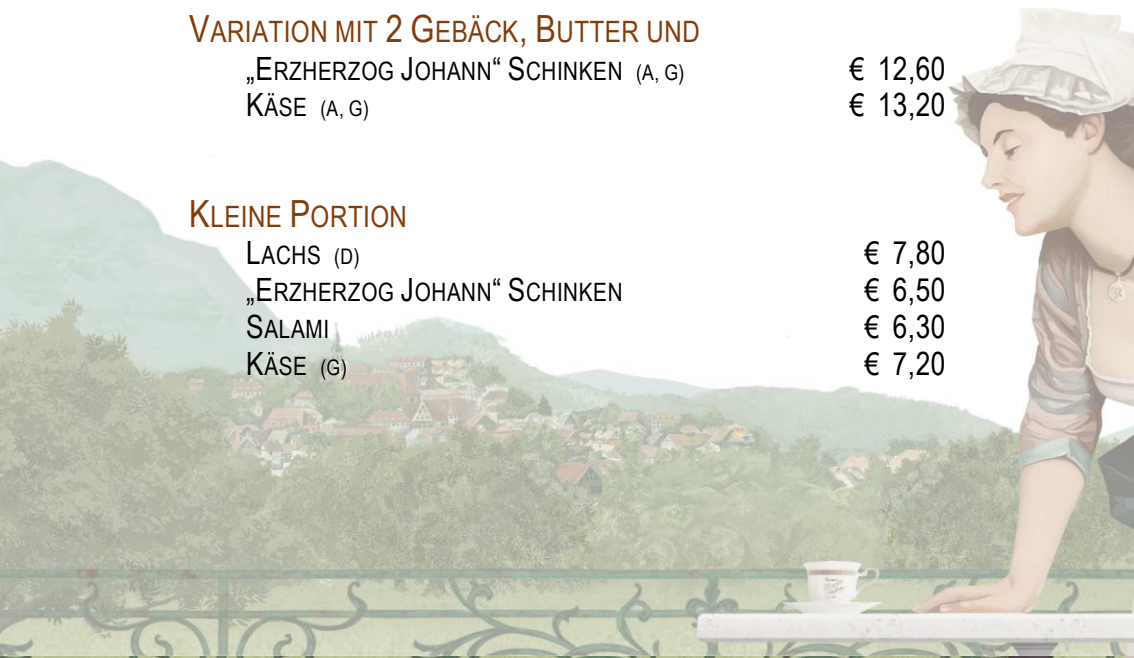 VARIATION MIT 2 GEBÄCK, BUTTER UND
„ERZHERZOG JOHANN“ SCHINKEN (A, G) € 12,60
KÄSE (A, G) € 13,20
KLEINE PORTION
LACHS (D) € 7,80
„ERZHERZOG JOHANN“ SCHINKEN € 6,50
SALAMI € 6,30
KÄSE (G) € 7,20